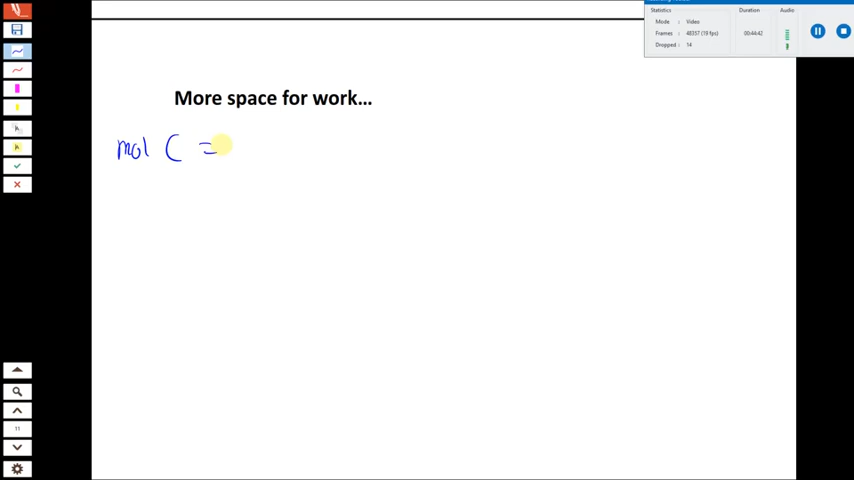 Statistics Duration Audio
Mode : Video
Frames : 48357 (19 fps) 00:44:42
Dropped : 14
More space for work...
mol C =
11